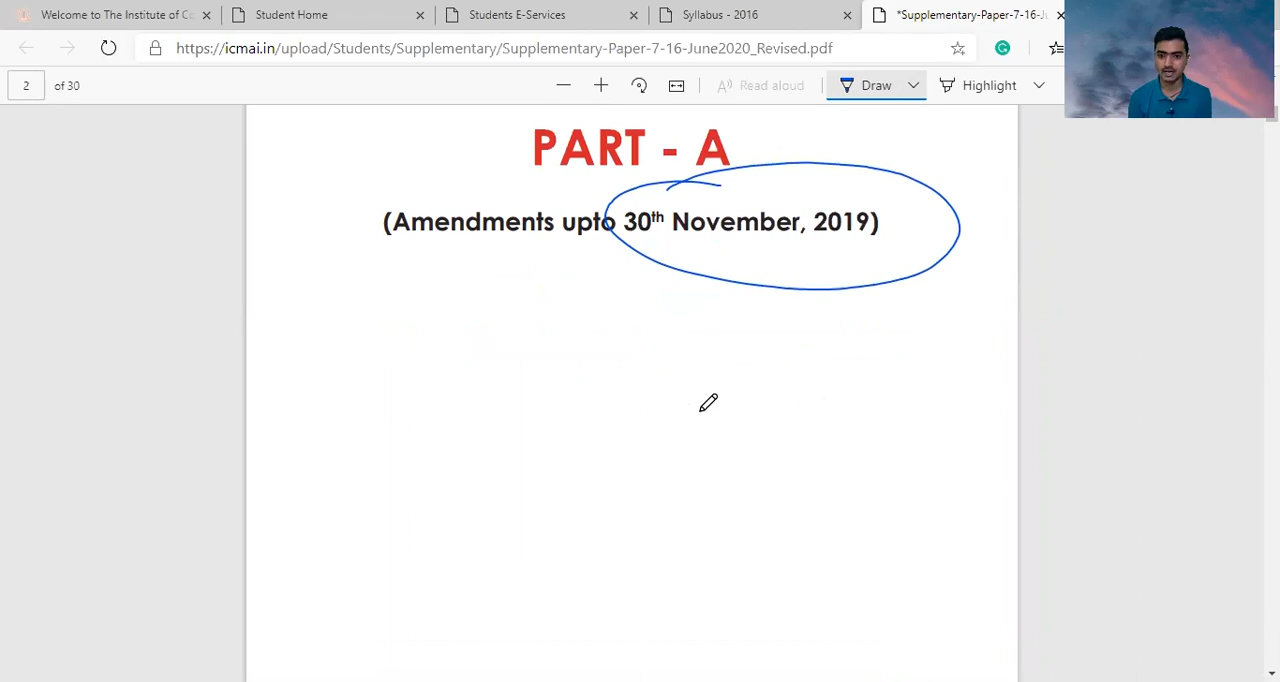 Welcome to The Institute of Co
Student Home
Students E-Services
Syllabus - 2016
*Supplementary-Paper-7-16-Ju
https://icmai.in/upload/Students/Supplementary/Supplementary-Paper-7-16-June2020_Revised.pdf
2 of 30
Read aloud
Draw
Highlight
PART - A
(Amendments upto 30th November, 2019)